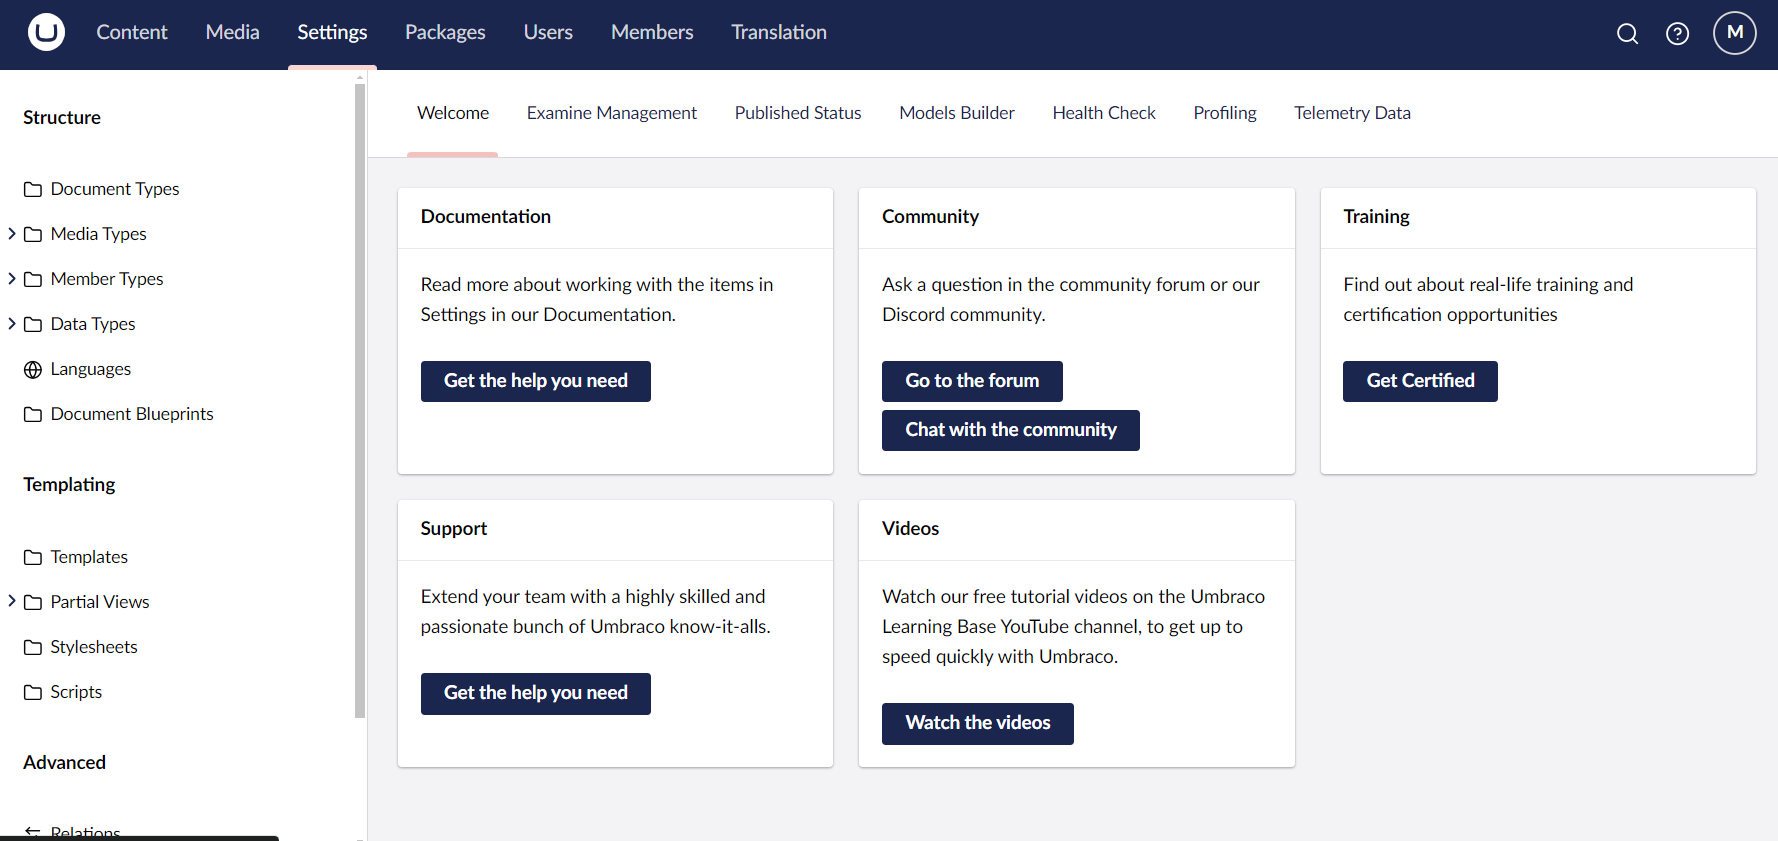 Content Media Settings Packages Users Members Translation
M
Structure
Document Types
Media Types
Member Types
Data Types
Languages
Document Blueprints
Templating
Templates
Partial Views
Stylesheets
Scripts
Advanced
Relations
Welcome Examine Management Published Status Models Builder Health Check Profiling Telemetry Data
Documentation
Read more about working with the items in
Settings in our Documentation.
Get the help you need
Community
Ask a question in the community forum or our
Discord community.
Go to the forum
Chat with the community
Training
Find out about real-life training and
certification opportunities
Get Certified
Support
Extend your team with a highly skilled and
passionate bunch of Umbraco know-it-alls.
Get the help you need
Videos
Watch our free tutorial videos on the Umbraco
Learning Base YouTube channel, to get up to
speed quickly with Umbraco.
Watch the videos